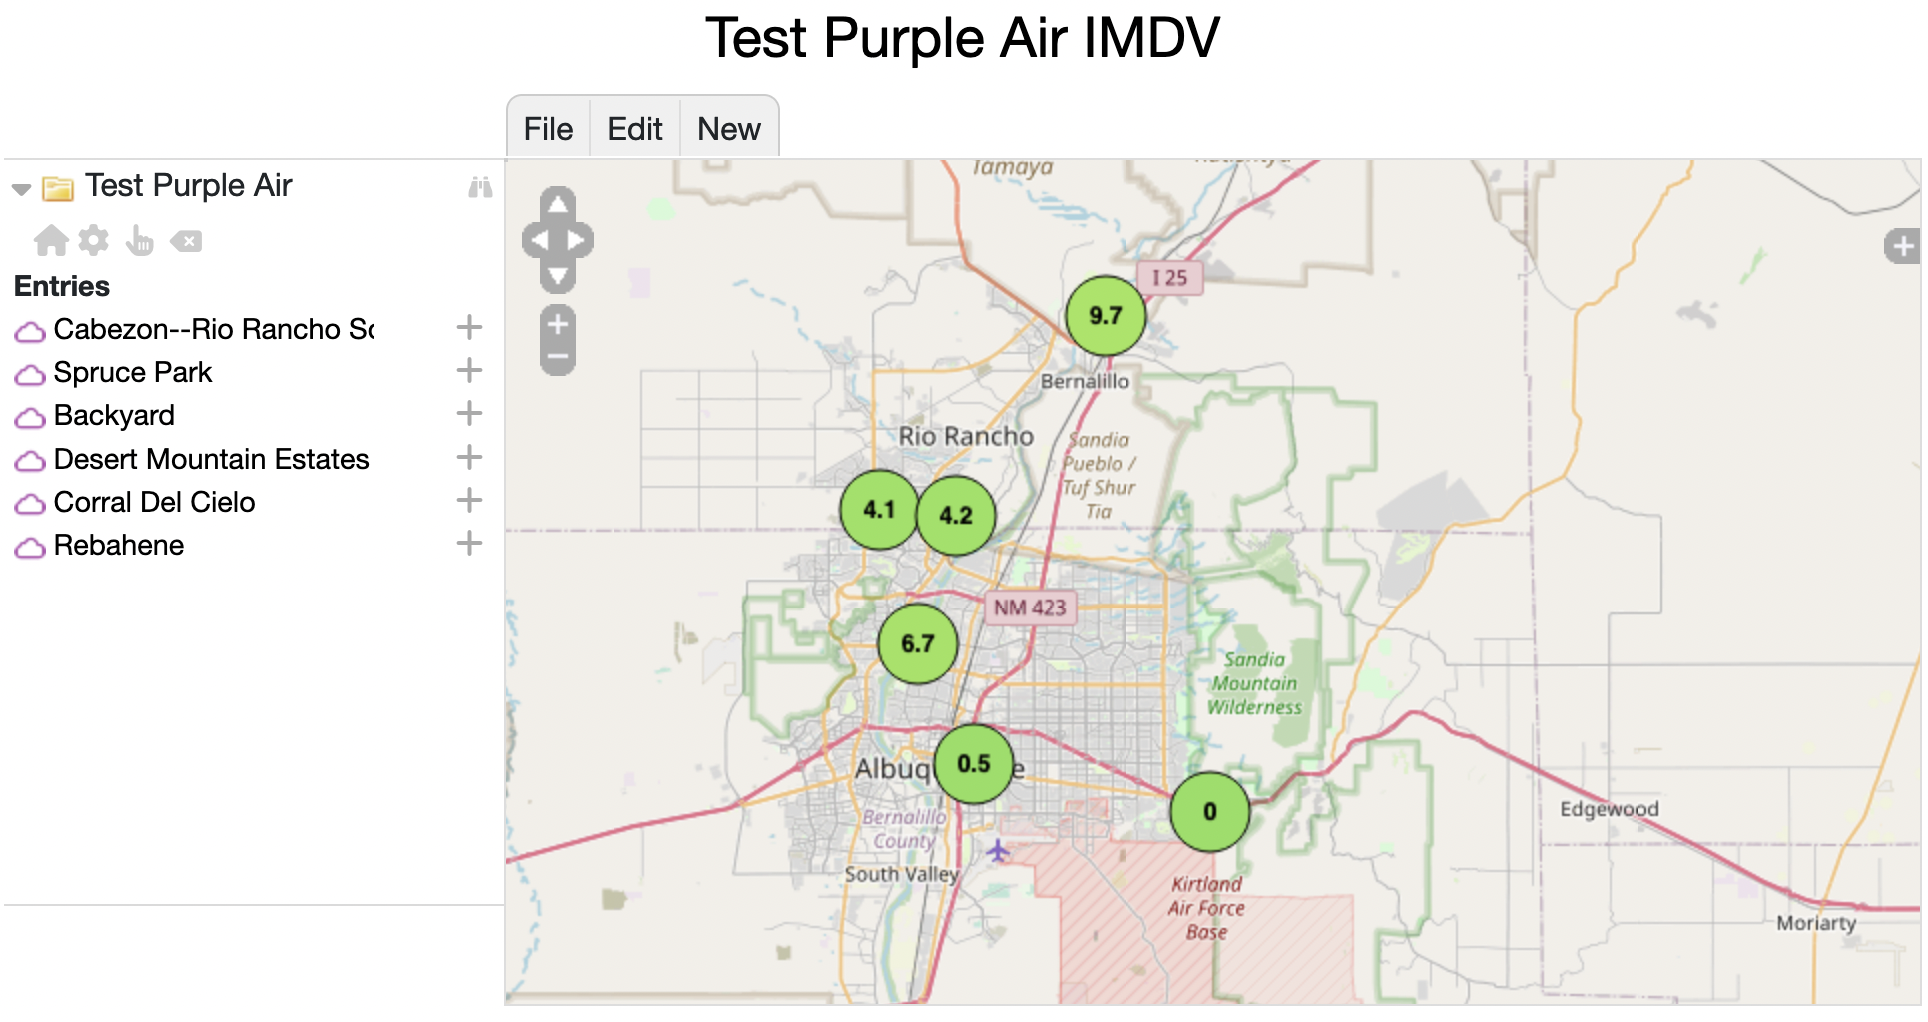 Test Purple Air IMDV
File Edit New
Test Purple Air
Entries
Cabezon--Rio Rancho Sc
Spruce Park
Backyard
Desert Mountain Estates
Corral Del Cielo
Rebahene
Tamaya
I 25
9.7
Bernalillo
Rio Rancho
Sandia
Pueblo /
Tuf Shur
Tia
4.1
4.2
NM 423
6.7
Sandia
Mountain
Wilderness
0.5
Albuq e
0
Edgewood
Bernalillo
County
South Valley
Kirtland
Air Force
Base
Moriarty